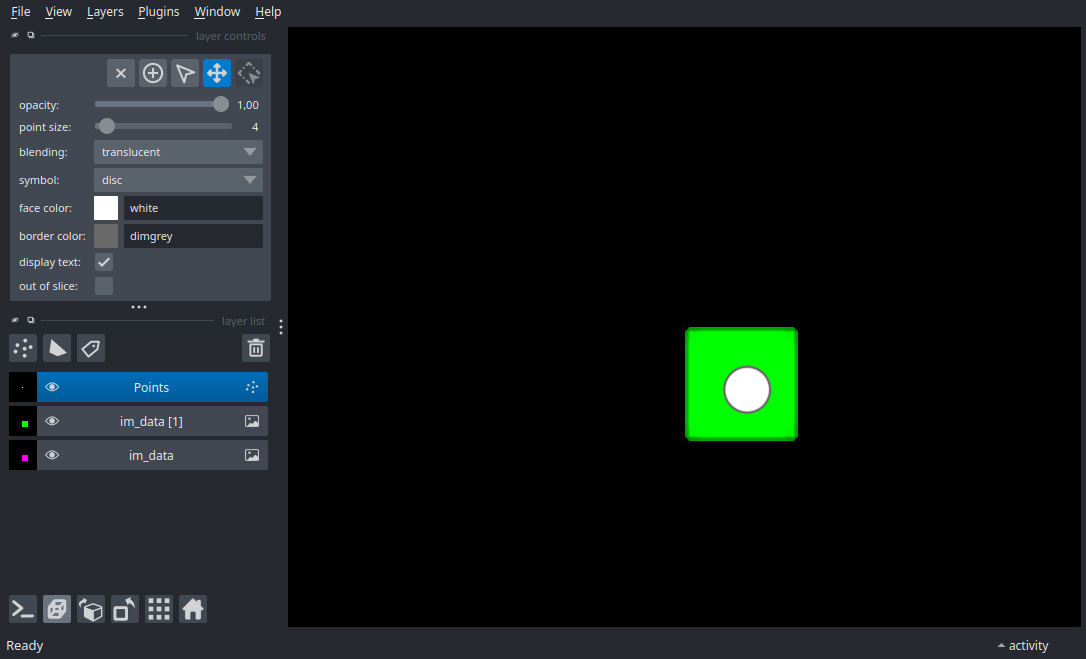 File View Layers Plugins Window Help
layer controls
opacity: 1,00
point size: 4
blending: translucent
symbol: disc
face color: white
border color: dimgrey
display text:
out of slice:
layer list
Points
im_data [1]
im_data
Ready activity